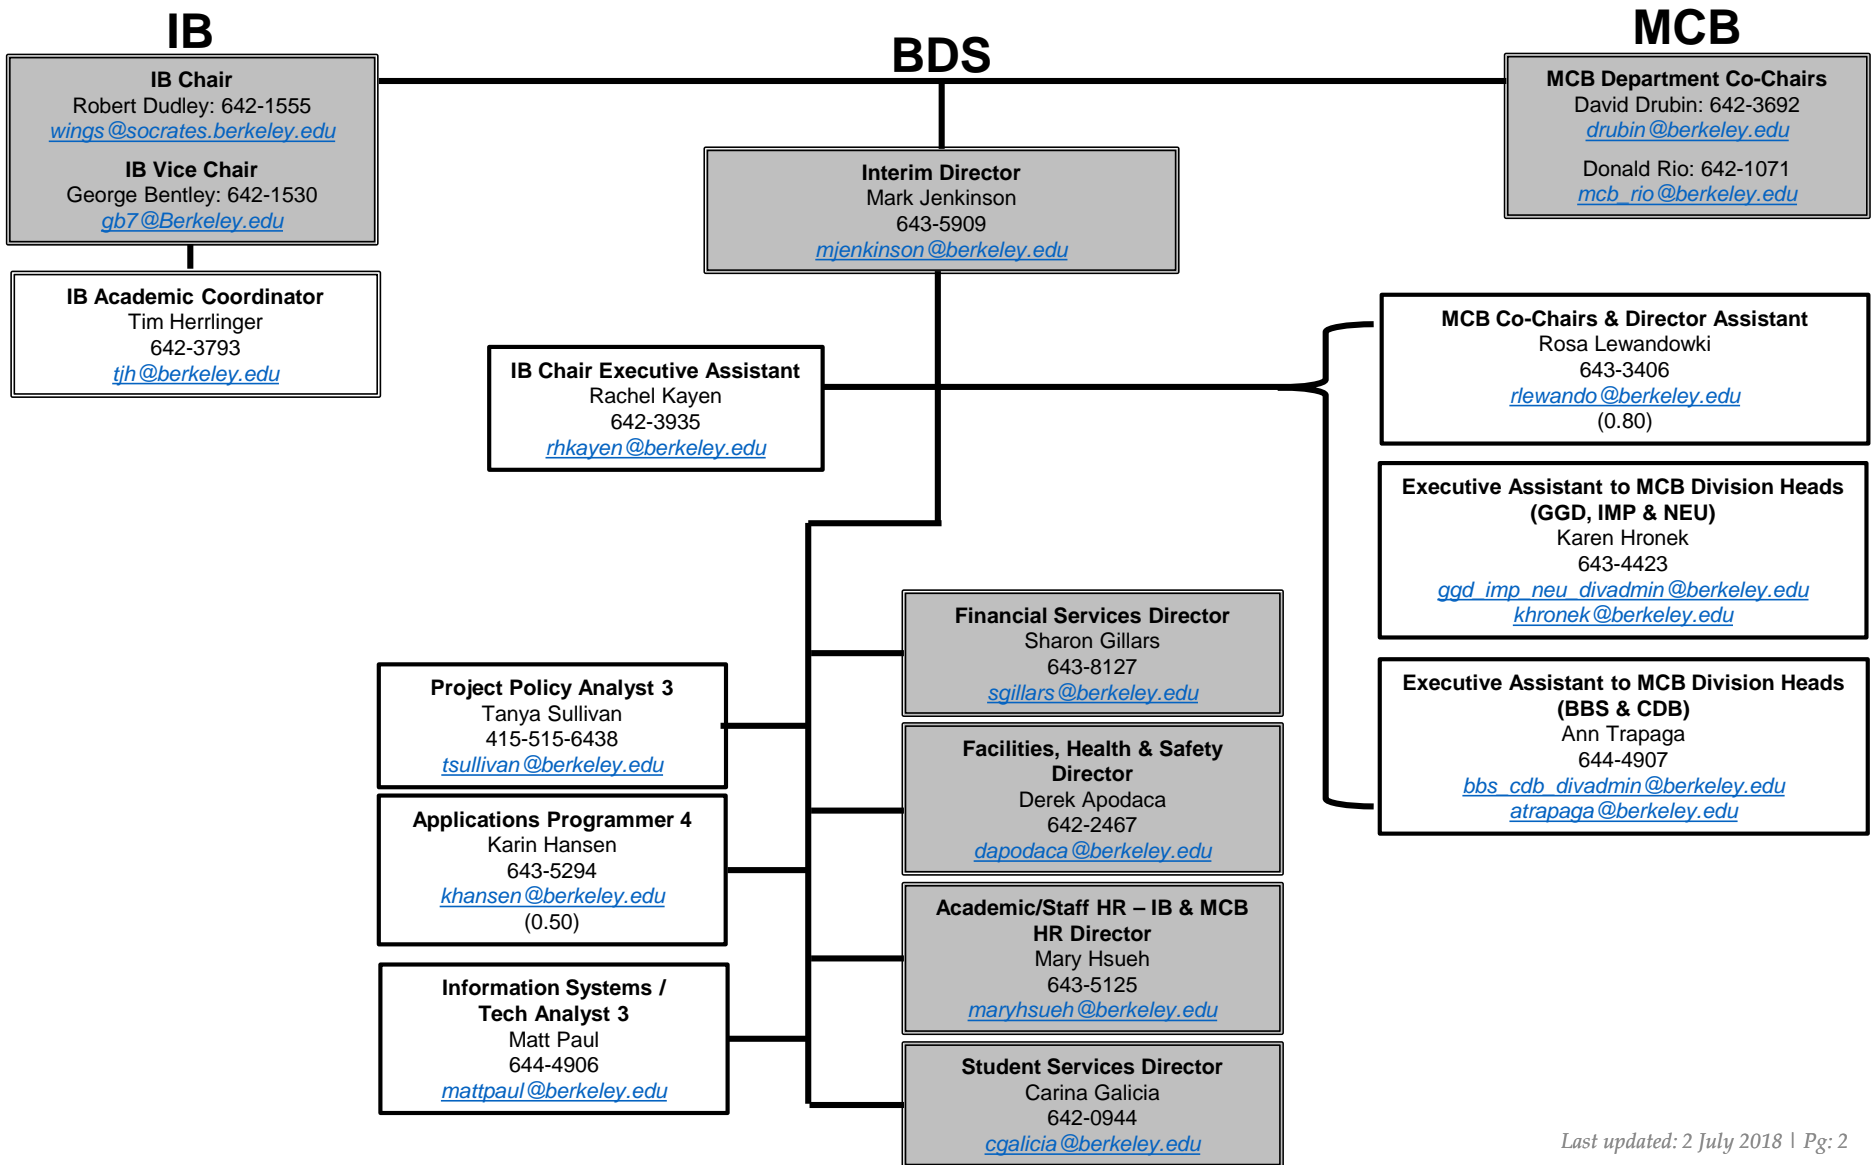 IB
BDS
MCB
IB Chair
Robert Dudley: 642-1555
wings@socrates.berkeley.edu
IB Vice Chair
George Bentley: 642-1530
gb7@Berkeley.edu
MCB Department Co-Chairs
David Drubin: 642-3692
drubin@berkeley.edu
Donald Rio: 642-1071
mcb_rio@berkeley.edu
Interim Director
Mark Jenkinson
643-5909
mjenkinson@berkeley.edu
IB Academic Coordinator
Tim Herrlinger
642-3793
tjh@berkeley.edu
IB Chair Executive Assistant
Rachel Kayen
642-3935
rhkayen@berkeley.edu
MCB Co-Chairs & Director Assistant
Rosa Lewandowki
643-3406
rlewando@berkeley.edu
(0.80)
Executive Assistant to MCB Division Heads
(GGD, IMP & NEU)
Karen Hronek
643-4423
ggd_imp_neu_divadmin@berkeley.edu
khronek@berkeley.edu
Executive Assistant to MCB Division Heads
(BBS & CDB)
Ann Trapaga
644-4907
bbs_cdb_divadmin@berkeley.edu
atrapaga@berkeley.edu
Project Policy Analyst 3
Tanya Sullivan
415-515-6438
tsullivan@berkeley.edu
Applications Programmer 4
Karin Hansen
643-5294
khansen@berkeley.edu
(0.50)
Information Systems /
Tech Analyst 3
Matt Paul
644-4906
mattpaul@berkeley.edu
Financial Services Director
Sharon Gillars
643-8127
sgillars@berkeley.edu
Facilities, Health & Safety
Director
Derek Apodaca
642-2467
dapodaca@berkeley.edu
Academic/Staff HR – IB & MCB
HR Director
Mary Hsueh
643-5125
maryhsueh@berkeley.edu
Student Services Director
Carina Galicia
642-0944
cgalicia@berkeley.edu
Last updated: 2 July 2018 | Pg: 2